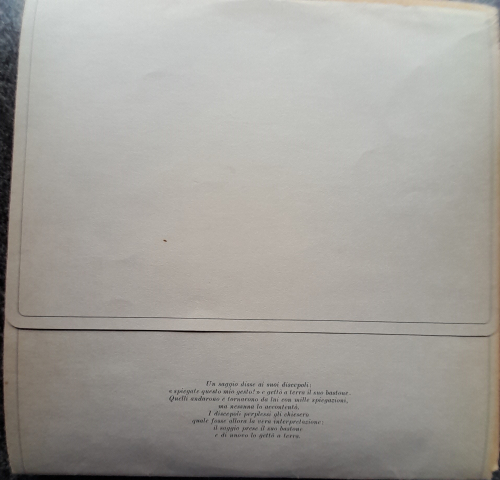 Un saggio disse ai suoi discepoli:
« spiegate questo mio gesto! » e gettò a terra il suo bastone.
Quelli andarono e tornarono da lui con mille spiegazioni,
ma nessuna lo accontentò.
I discepoli perplessi gli chiesero
quale fosse allora la vera interpretazione:
il saggio prese il suo bastone
e di nuovo lo gettò a terra.